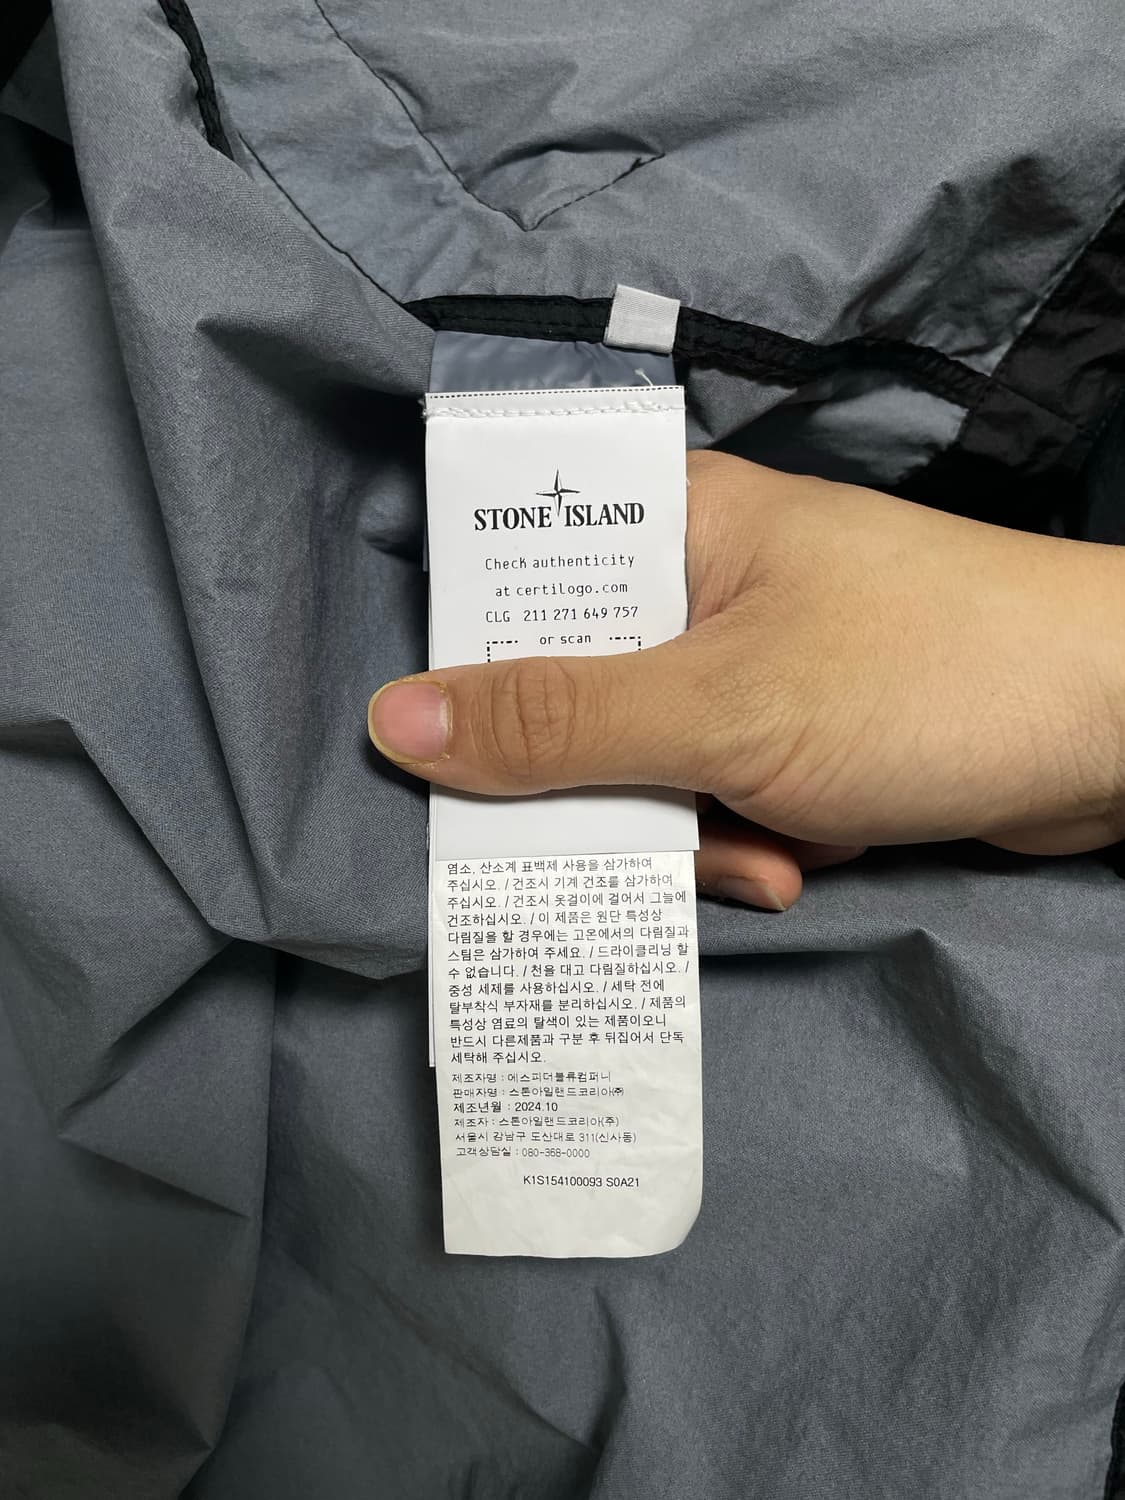 STONE ISLAND
Check authenticity
at certilogo.com
CLG 211 271 649 757
or scan
염소, 산소계 표백제 사용을 삼가하여
주십시오. / 건조시 기계 건조를 삼가하여
주십시오. / 건조시 옷걸이에 걸어서 그늘에
건조하십시오. / 이 제품은 원단 특성상
다림질을 할 경우에는 고온에서의 다림질과
스팀은 삼가하여 주세요. / 드라이클리닝 할
수 없습니다. / 천을 대고 다림질하십시오. /
중성 세제를 사용하십시오. / 세탁 전에
탈부착식 부자재를 분리하십시오. / 제품의
특성상 염료의 탈색이 있는 제품이오니
반드시 다른제품과 구분 후 뒤집어서 단독
세탁해 주십시오.
제조자명 : 에스피더블류컴퍼니
판매자명 : 스톤아일랜드코리아㈜
제조년월 : 2024.10
제조자 : 스톤아일랜드코리아(주)
서울시 강남구 도산대로 311(신사동)
고객상담실 : 080-368-0000
K1S154100093 S0A21